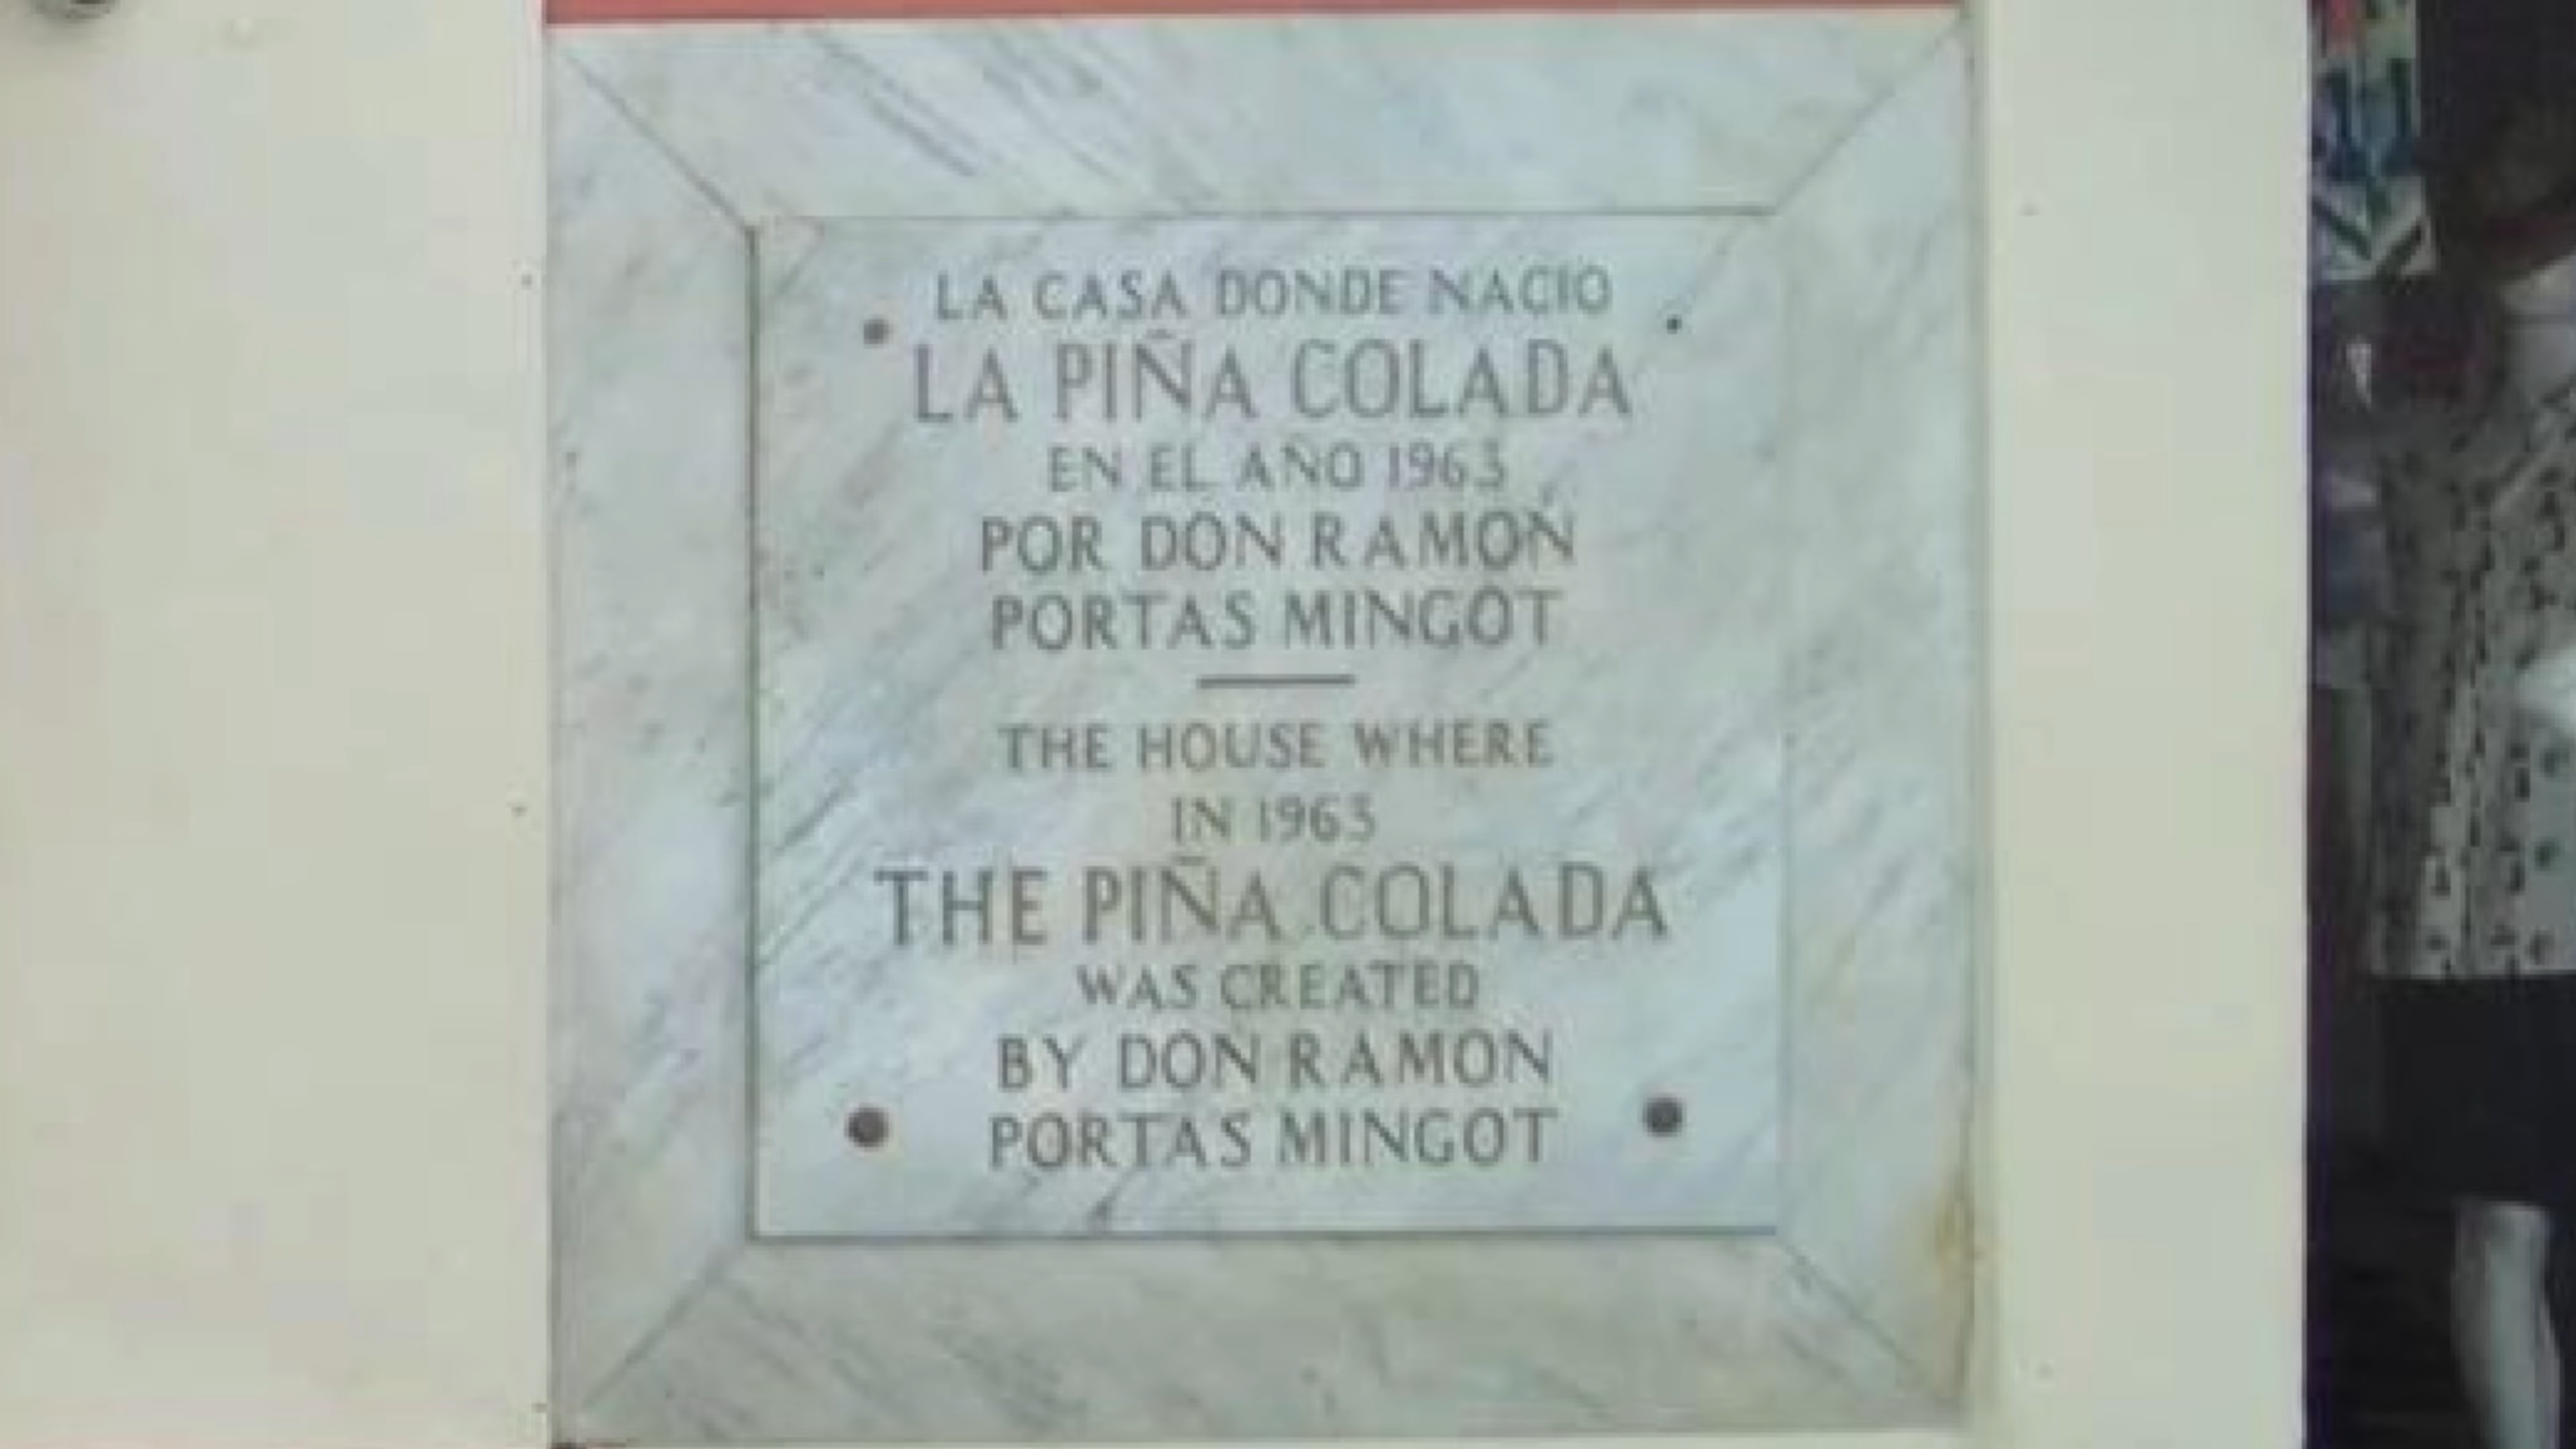 LA CASA DONDE NACIO
LA PIÑA COLADA
EN EL AÑO 1963
POR DON RAMÓN
PORTAS MINGOT
THE HOUSE WHERE
IN 1963
THE PIÑA COLADA
WAS CREATED
BY DON RAMON
PORTAS MINGOT